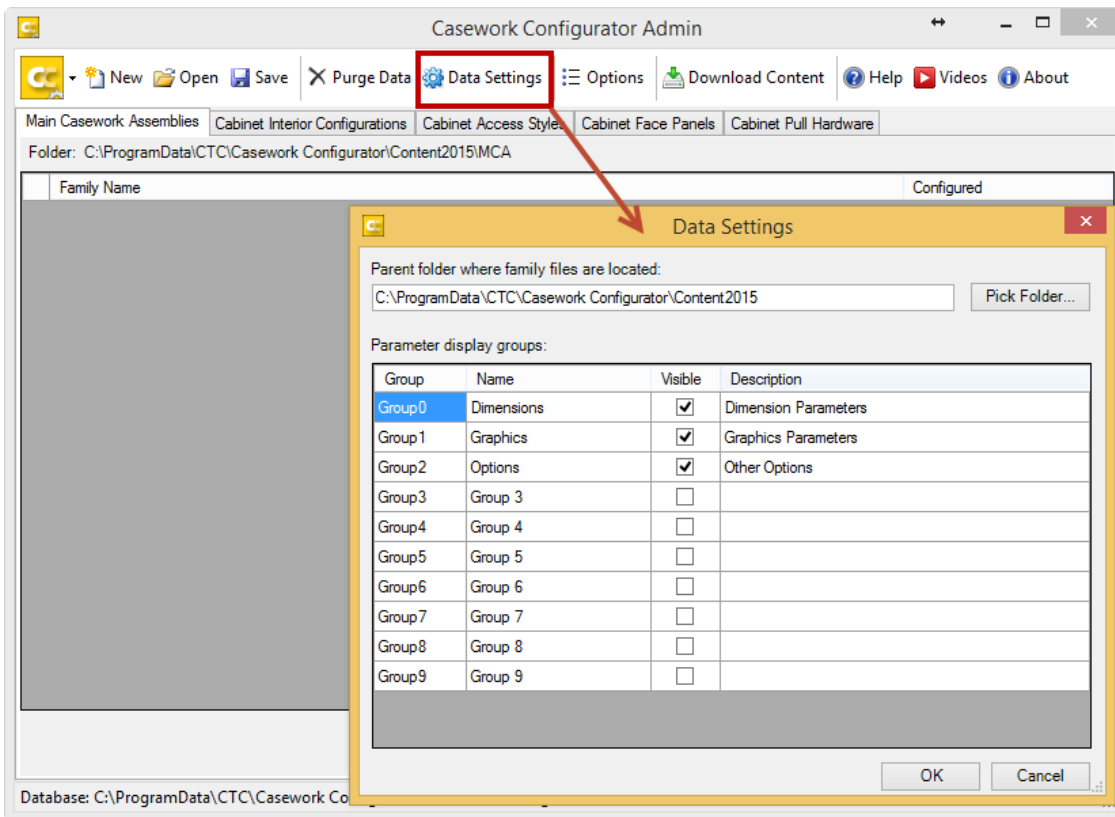 Casework Configurator Admin
CC New Open Save Purge Data Data Settings Options Download Content Help Videos About
Main Casework Assemblies Cabinet Interior Configurations Cabinet Access Styles Cabinet Face Panels Cabinet Pull Hardware
Folder: C:\ProgramData\CTC\Casework Configurator\Content2015\MCA
Family Name Configured
Data Settings
Parent folder where family files are located:
C:\ProgramData\CTC\Casework Configurator\Content2015 Pick Folder...
Parameter display groups:
Group Name Visible Description
Group0 Dimensions Dimension Parameters
Group1 Graphics Graphics Parameters
Group2 Options Other Options
Group3 Group 3
Group4 Group 4
Group5 Group 5
Group6 Group 6
Group7 Group 7
Group8 Group 8
Group9 Group 9
OK Cancel
Database: C:\ProgramData\CTC\Casework Co